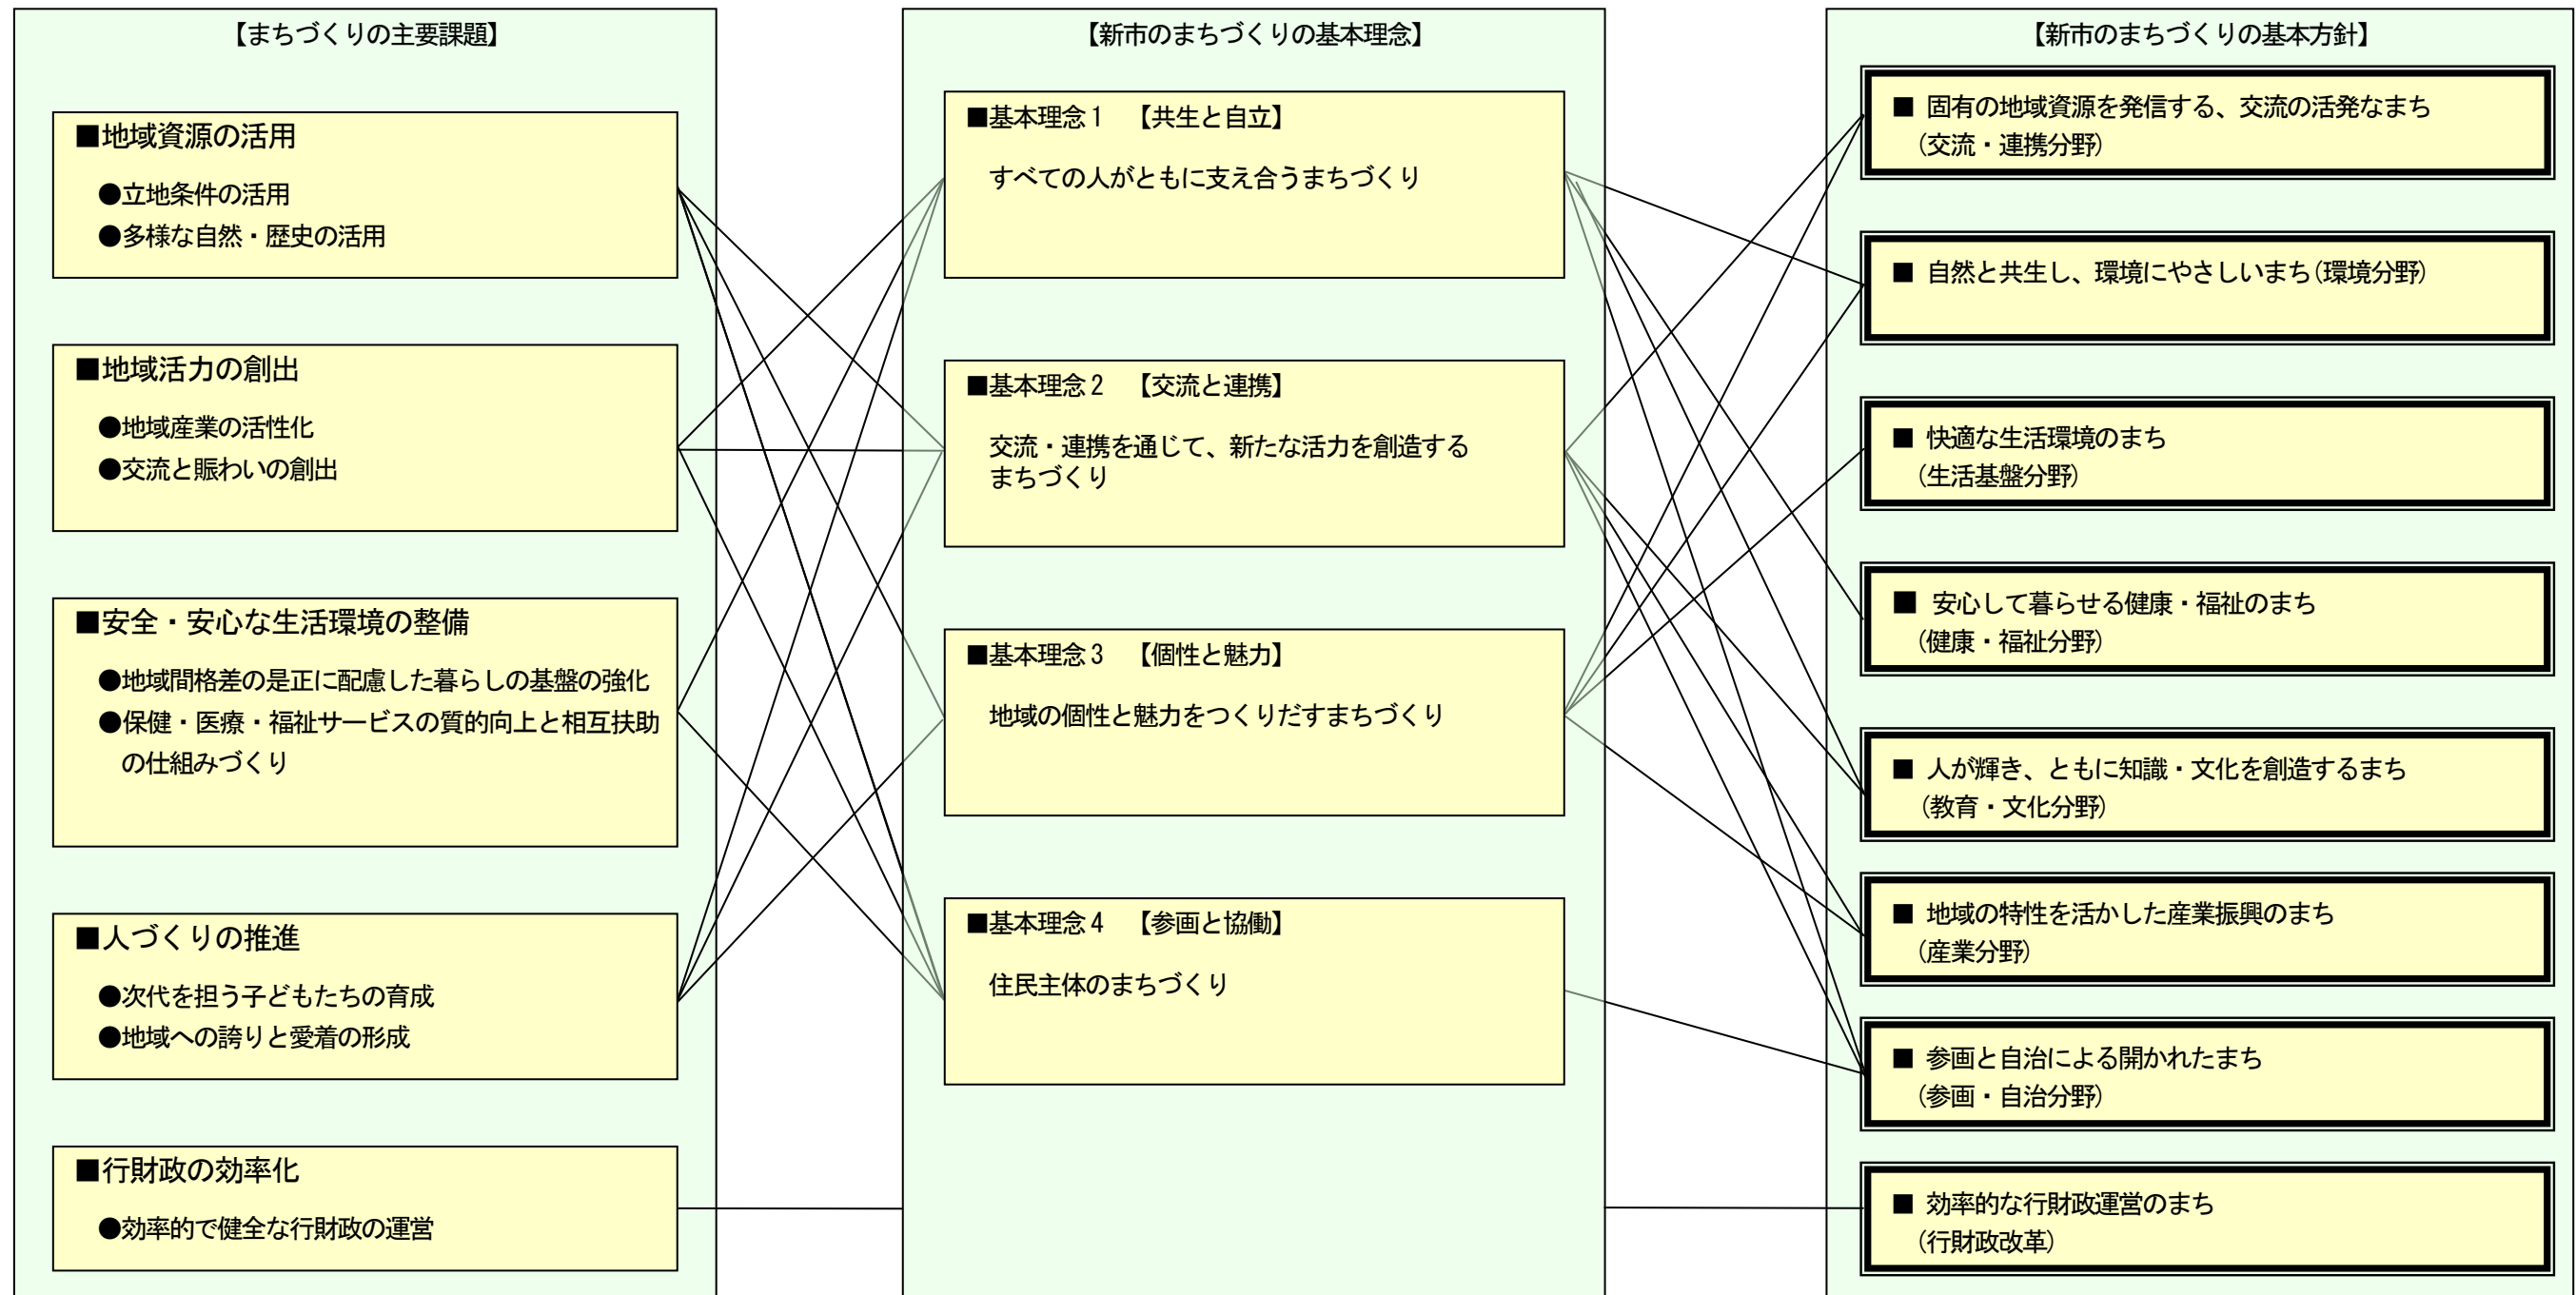 【まちづくりの主要課題】
■地域資源の活用
●立地条件の活用
●多様な自然・歴史の活用
■地域活力の創出
●地域産業の活性化
●交流と賑わいの創出
■安全・安心な生活環境の整備
●地域間格差の是正に配慮した暮らしの基盤の強化
●保健・医療・福祉サービスの質的向上と相互扶助
の仕組みづくり
■人づくりの推進
●次代を担う子どもたちの育成
●地域への誇りと愛着の形成
■行財政の効率化
●効率的で健全な行財政の運営
【新市のまちづくりの基本理念】
■基本理念1 【共生と自立】
すべての人がともに支え合うまちづくり
■基本理念2 【交流と連携】
交流・連携を通じて、新たな活力を創造する
まちづくり
■基本理念3 【個性と魅力】
地域の個性と魅力をつくりだすまちづくり
■基本理念4 【参画と協働】
住民主体のまちづくり
【新市のまちづくりの基本方針】
■ 固有の地域資源を発信する、交流の活発なまち
(交流・連携分野)
■ 自然と共生し、環境にやさしいまち(環境分野)
■ 快適な生活環境のまち
(生活基盤分野)
■ 安心して暮らせる健康・福祉のまち
(健康・福祉分野)
■ 人が輝き、ともに知識・文化を創造するまち
(教育・文化分野)
■ 地域の特性を活かした産業振興のまち
(産業分野)
■ 参画と自治による開かれたまち
(参画・自治分野)
■ 効率的な行財政運営のまち
(行財政改革)